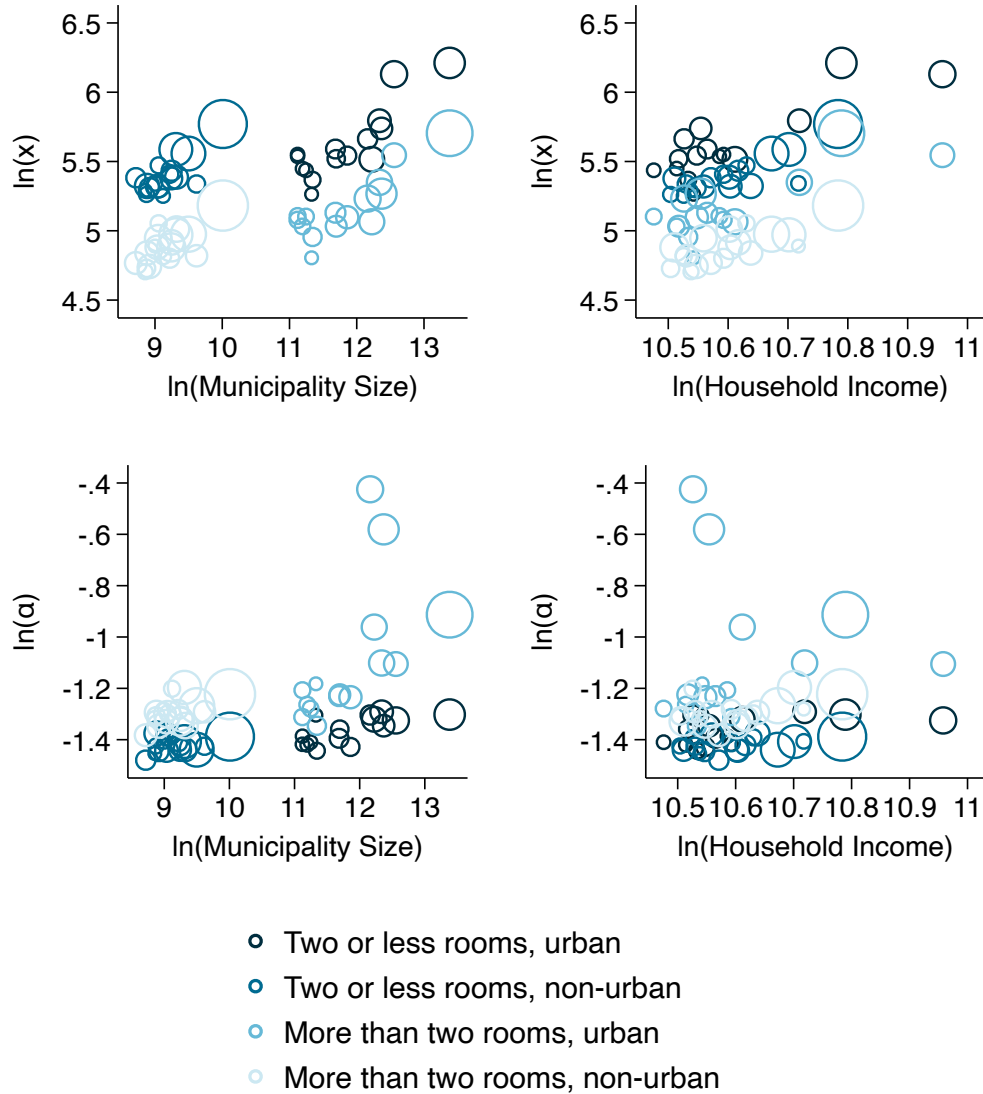 6.5
6
5.5
5
4.5
ln(x)
9 10 11 12 13
ln(Municipality Size)
6.5
6
5.5
5
4.5
ln(x)
10.5 10.6 10.7 10.8 10.9 11
ln(Household Income)
-.4
-.6
-.8
-1
-1.2
-1.4
ln(α)
9 10 11 12 13
ln(Municipality Size)
-.4
-.6
-.8
-1
-1.2
-1.4
ln(α)
10.5 10.6 10.7 10.8 10.9 11
ln(Household Income)
Two or less rooms, urban
Two or less rooms, non-urban
More than two rooms, urban
More than two rooms, non-urban